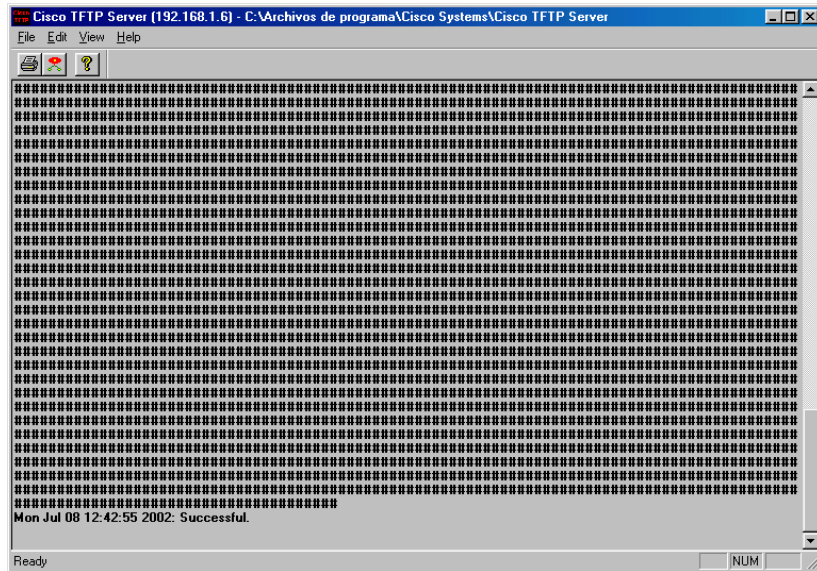 Cisco TFTP Server (192.168.1.6) - C:\Archivos de programa\Cisco Systems\Cisco TFTP Server
File Edit View Help
Mon Jul 08 12:42:55 2002: Successful.
Ready
NUM